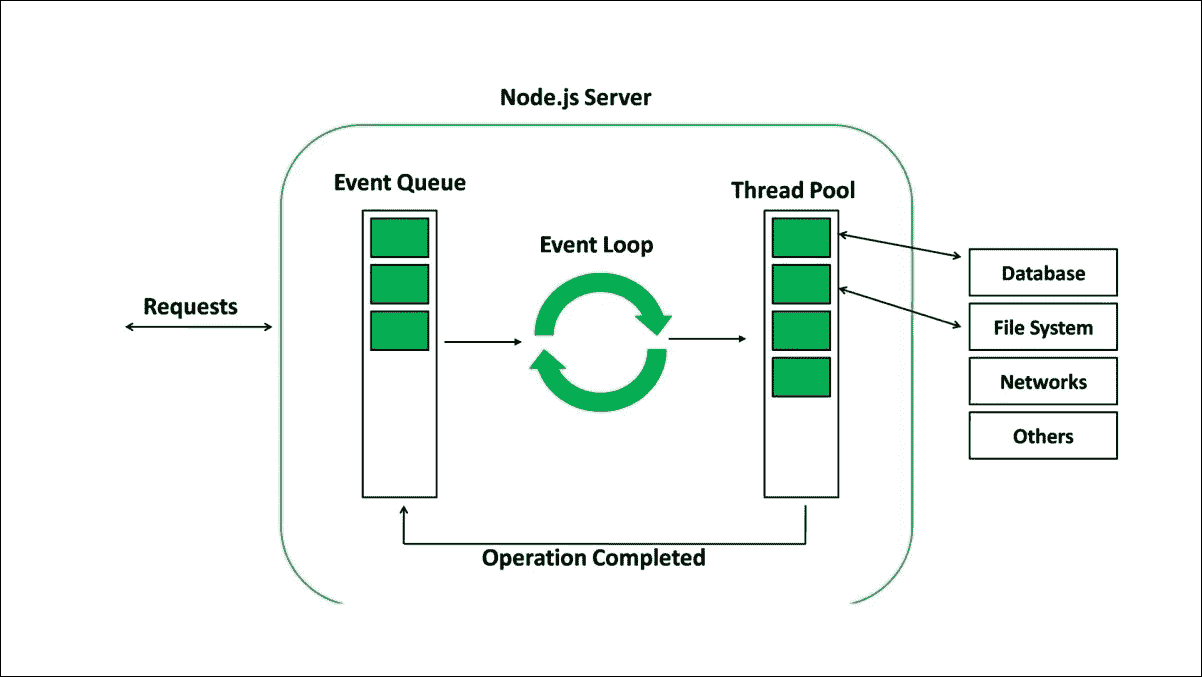 Node.js Server
Event Queue
Thread Pool
Event Loop
Requests
Database
File System
Networks
Others
Operation Completed